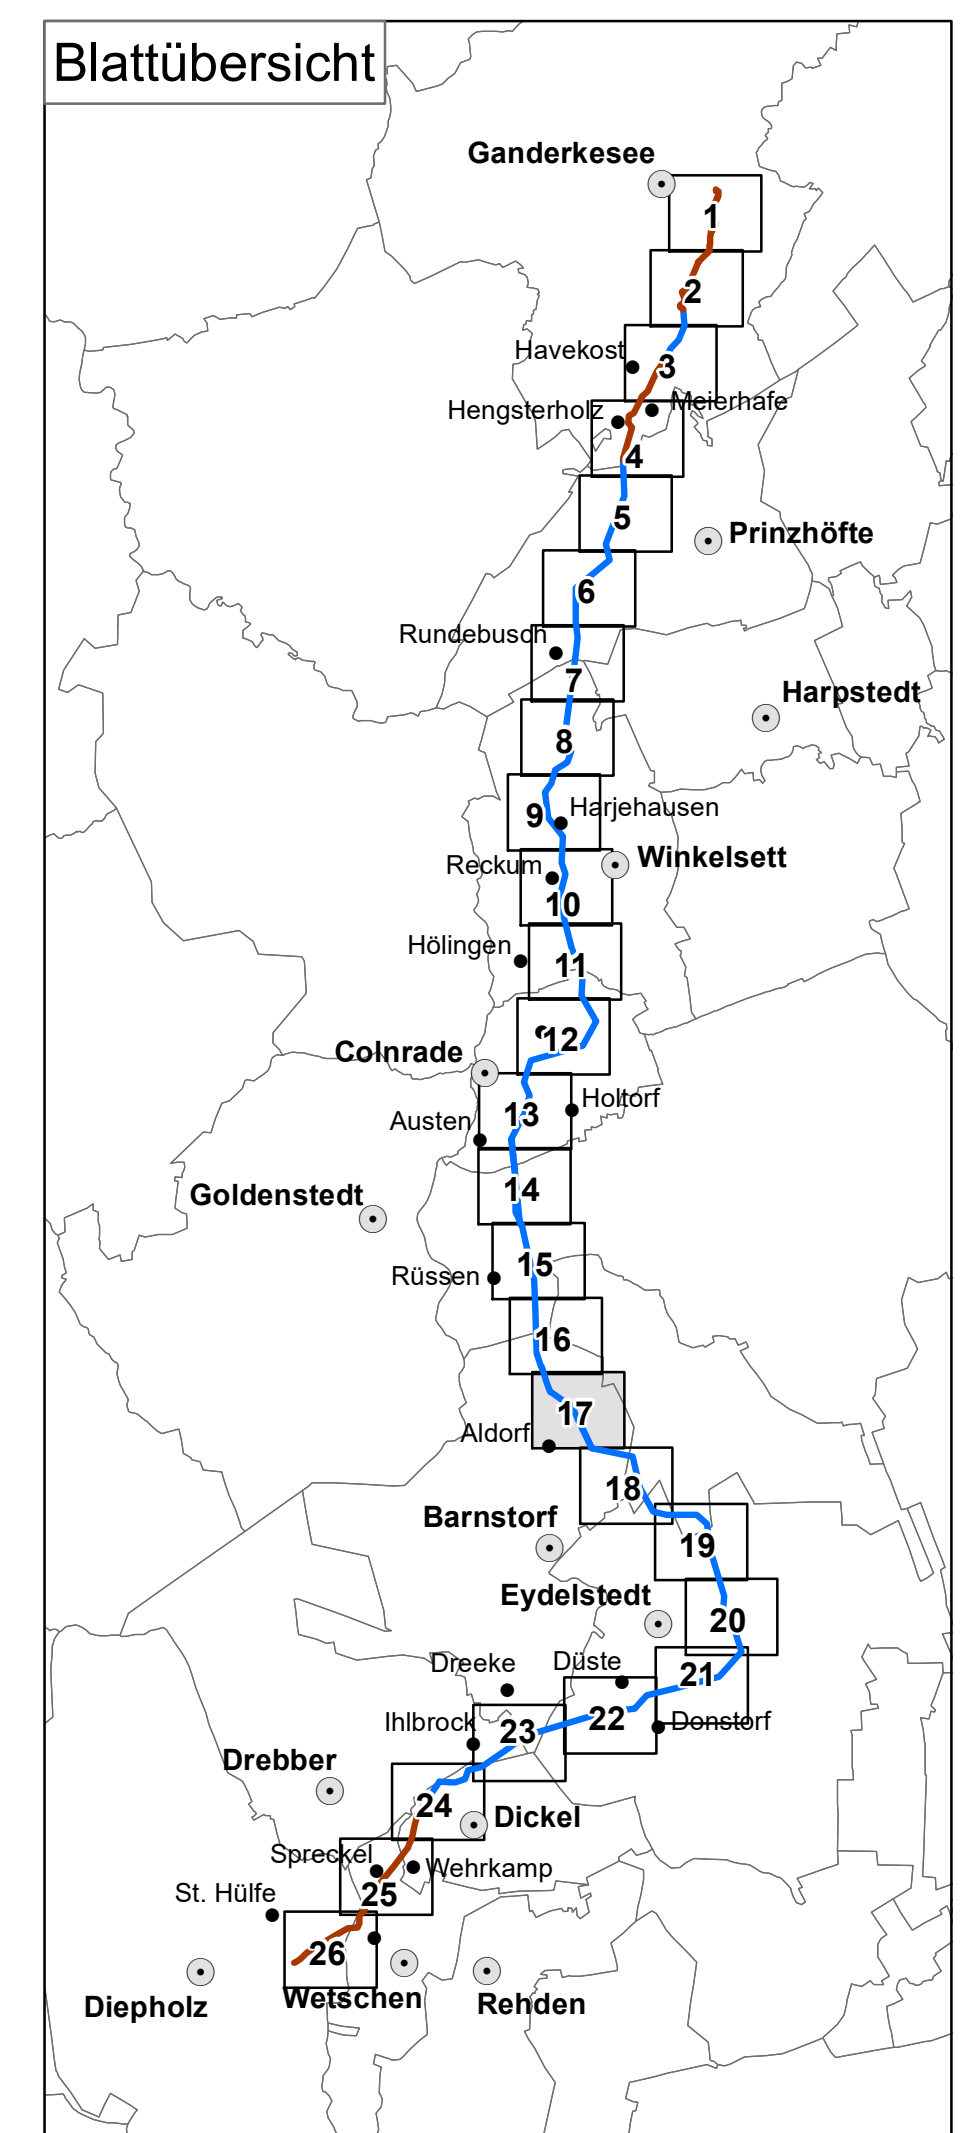 Blattübersicht
Ganderkesee
1
2
Havekost
3
Hengsterholz
Meierhafe
4
5
Prinzhöfte
6
Rundebusch
7
Harpstedt
8
9
Harjehausen
Reckum
Winkelsett
10
Hölingen
11
12
Colnrade
13
Holtorf
Austen
14
Goldenstedt
15
Rüssen
16
17
Aldorf
18
Barnstorf
19
Eydelstedt
20
Dreeke
Düste
21
Ihlbrock
23
22
Donstorf
Drebber
24
Dickel
Spreckel
Wehrkamp
25
St. Hülfe
26
Wetschen
Diepholz
Rehden